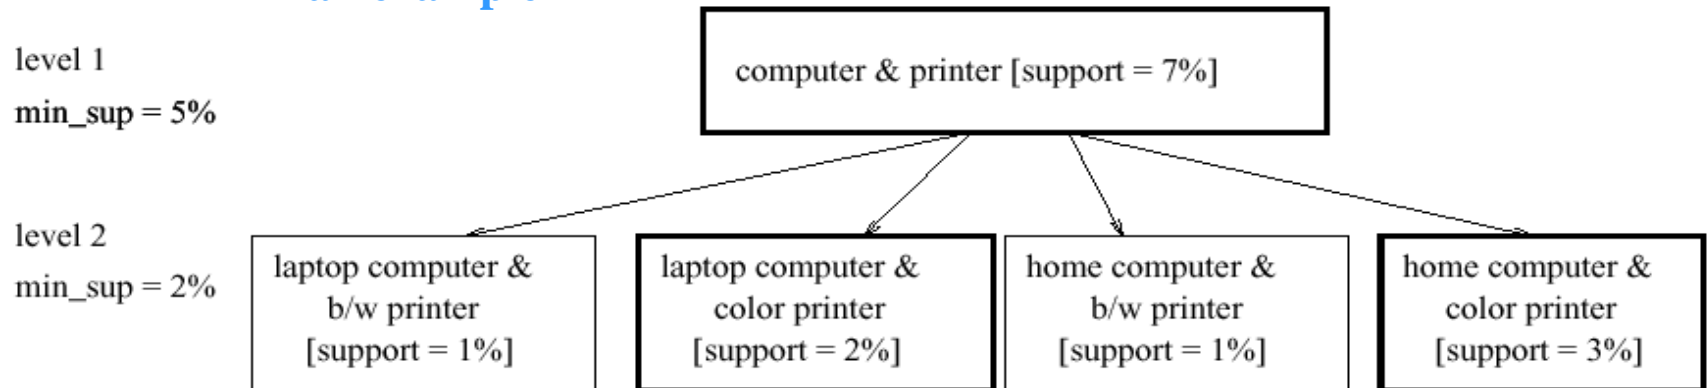 computer & printer [support = 7%]
level 1
min_sup = 5%
level 2
min_sup = 2%
laptop computer &
b/w printer
[support = 1%]
laptop computer &
color printer
[support = 2%]
home computer &
b/w printer
[support = 1%]
home computer &
color printer
[support = 3%]